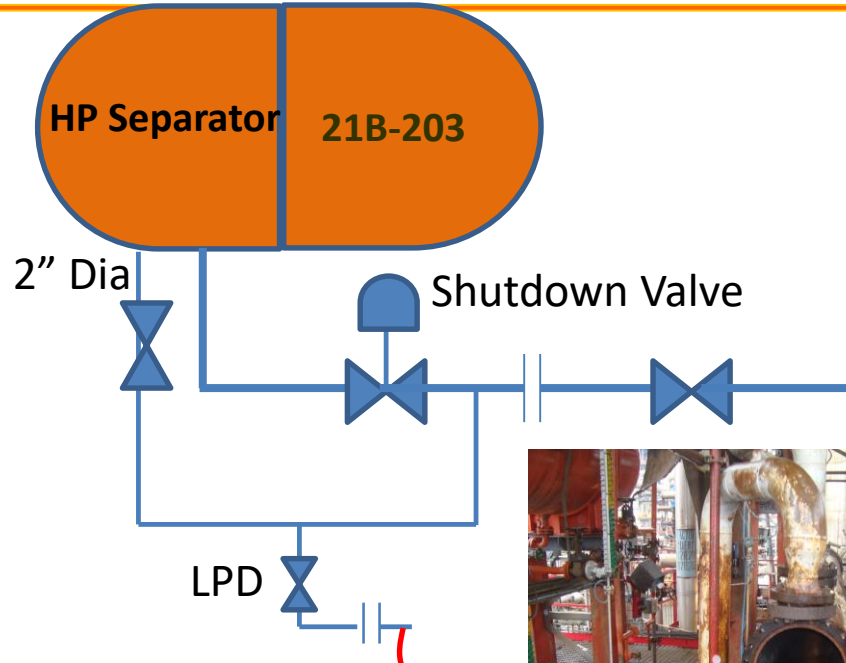 HP Separator
21B-203
2” Dia
Shutdown Valve
LPD